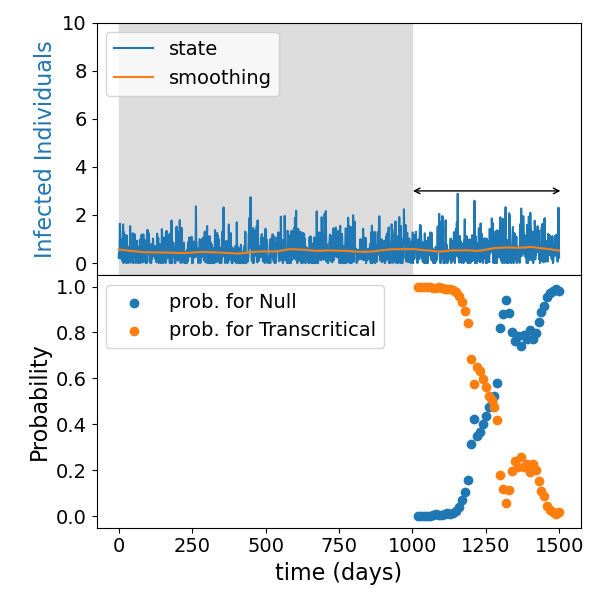 10
8
6
4
2
0
Infected Individuals
state
smoothing
1.0
0.8
0.6
0.4
0.2
0.0
Probability
prob. for Null
prob. for Transcritical
0 250 500 750 1000 1250 1500
time (days)